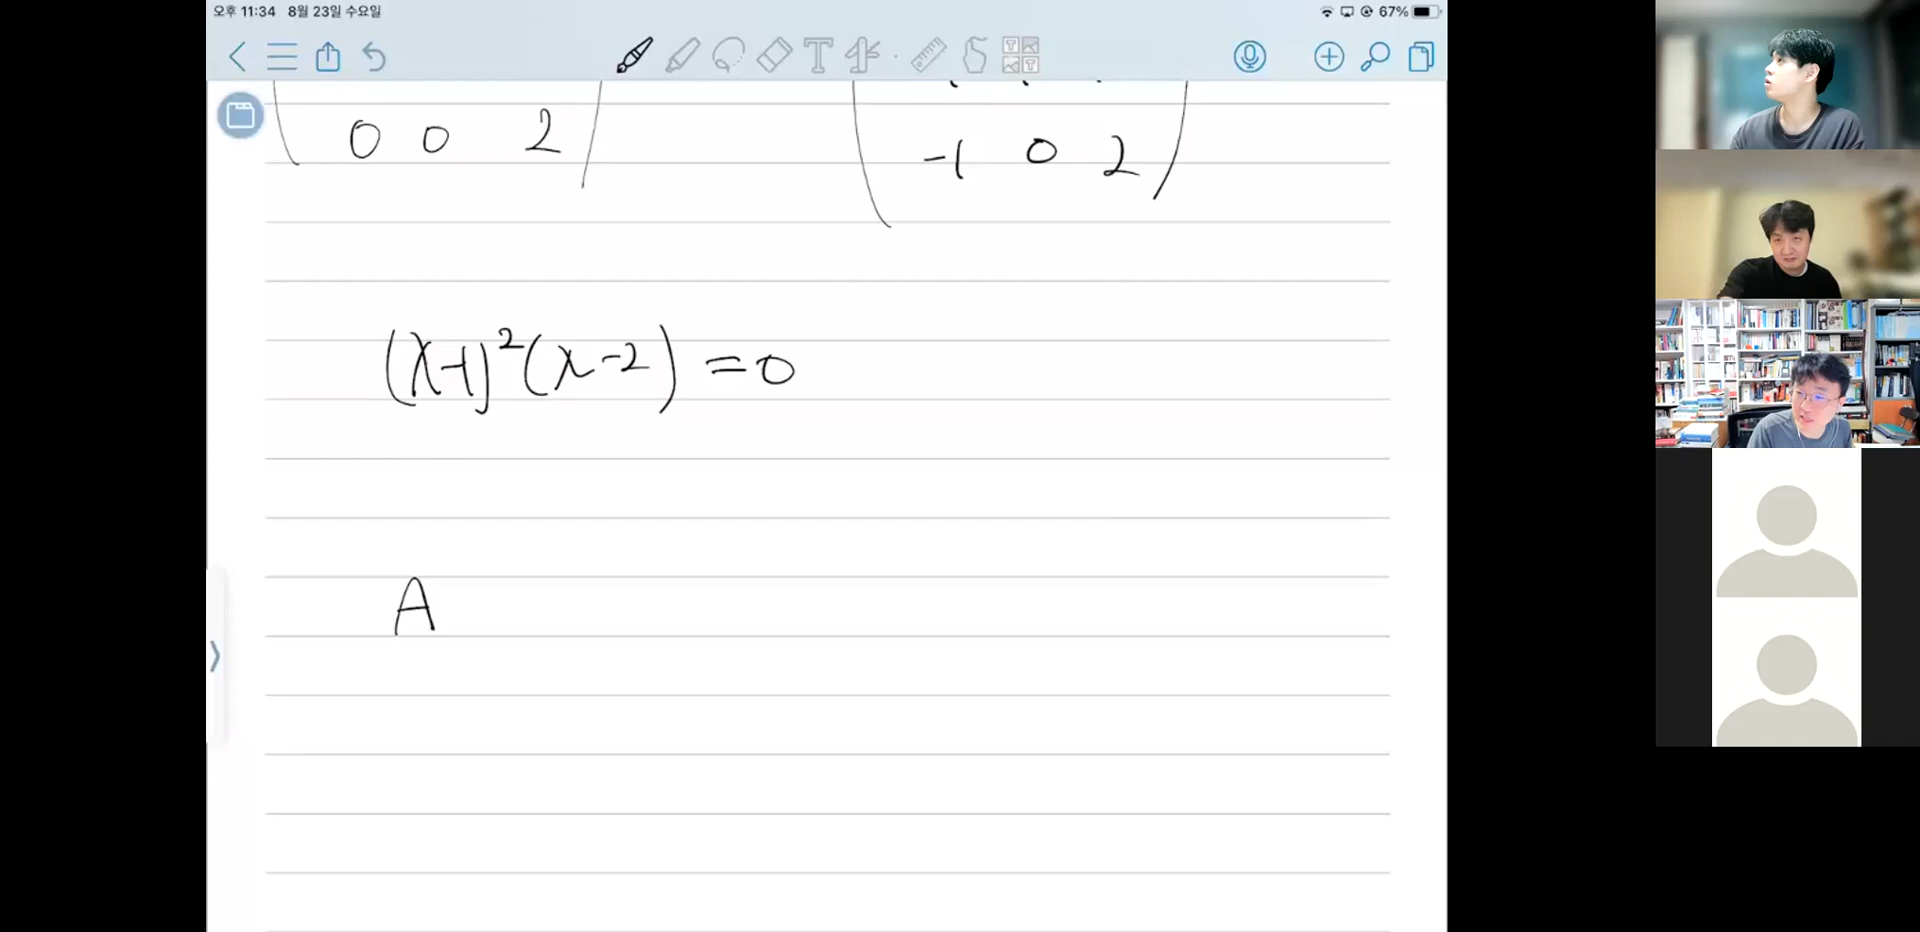 오후 11:34 8월 23일 수요일
67%
0 0 2
-1 0 2
(x-1)²(x-2)=0
A